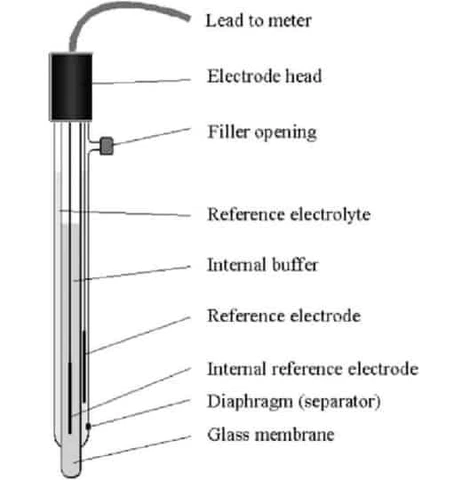 Lead to meter
Electrode head
Filler opening
Reference electrolyte
Internal buffer
Reference electrode
Internal reference electrode
Diaphragm (separator)
Glass membrane